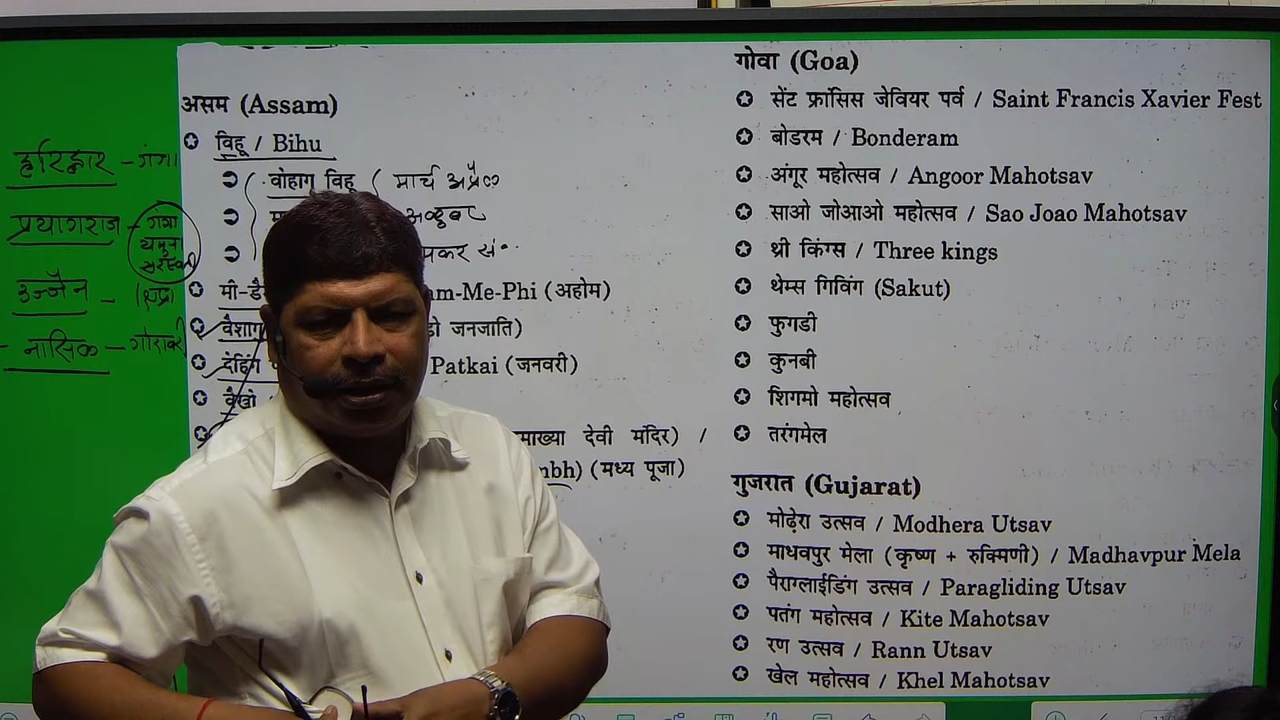 हरिद्वार - गंगा
प्रयागराज - गंगा
यमुना
सरस्वती
उज्जैन -
नासिक - गोदावरी
असम (Assam)
विहू / Bihu
वोहाग विहू ( मार्च अप्रैल
अक्टूबर
मकर सं॰
मी-डै am-Me-Phi (अहोम)
वैशाग जनजाति)
देहिंग Patkai (जनवरी)
वैखो
माख्या देवी मंदिर) /
nbh) (मध्य पूजा)
गोवा (Goa)
सेंट फ्रांसिस जेवियर पर्व / Saint Francis Xavier Fest
बोडरम / Bonderam
अंगूर महोत्सव / Angoor Mahotsav
साओ जोआओ महोत्सव / Sao Joao Mahotsav
थ्री किंग्स / Three kings
थेम्स गिविंग (Sakut)
फुगडी
कुनबी
शिगमो महोत्सव
तरंगमेल
गुजरात (Gujarat)
मोढ़ेरा उत्सव / Modhera Utsav
माधवपुर मेला (कृष्ण + रुक्मिणी) / Madhavpur Mela
पैराग्लाईडिंग उत्सव / Paragliding Utsav
पतंग महोत्सव / Kite Mahotsav
रण उत्सव / Rann Utsav
खेल महोत्सव / Khel Mahotsav